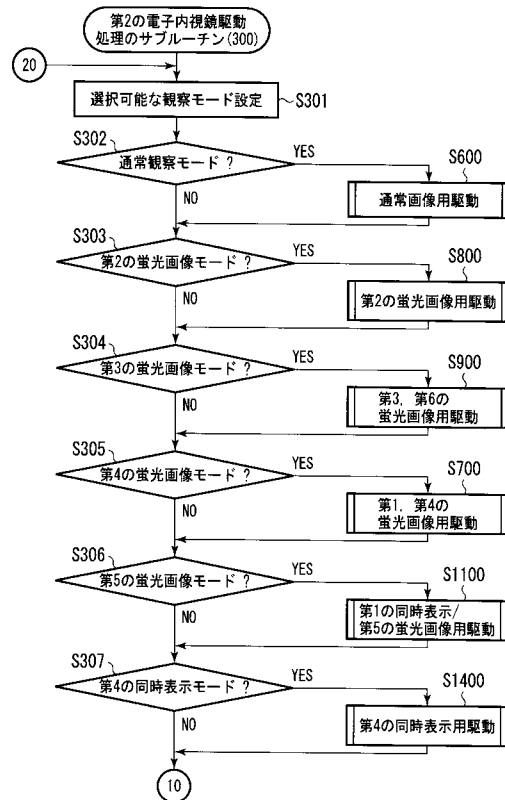 第2の電子内視鏡駆動
処理のサブルーチン(300)
20
選択可能な観察モード設定
S301
S302
通常観察モード ?
YES
S600
通常画像用駆動
NO
S303
第2の蛍光画像モード ?
YES
S800
第2の蛍光画像用駆動
NO
S304
第3の蛍光画像モード ?
YES
S900
第3, 第6の
蛍光画像用駆動
NO
S305
第4の蛍光画像モード ?
YES
S700
第1, 第4の
蛍光画像用駆動
NO
S306
第5の蛍光画像モード ?
YES
S1100
第1の同時表示/
第5の蛍光画像用駆動
NO
S307
第4の同時表示モード ?
YES
S1400
第4の同時表示用駆動
NO
10